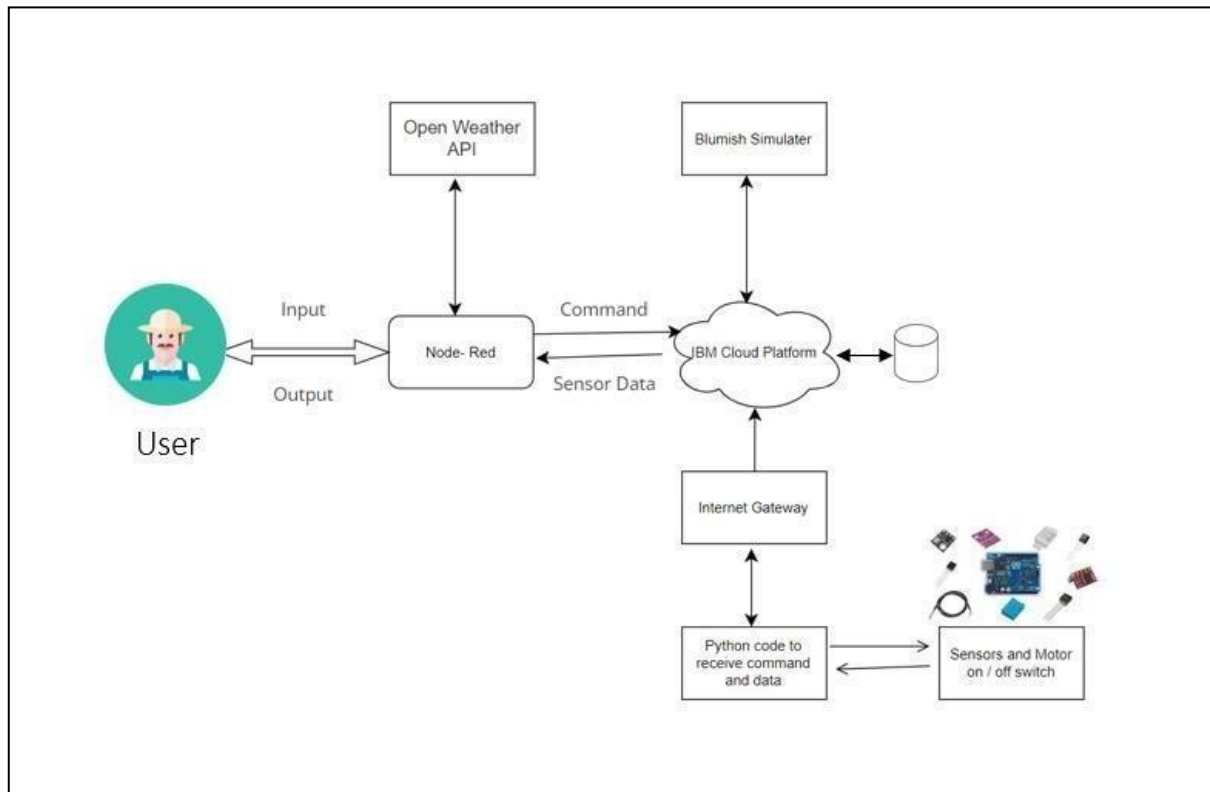 Open Weather
API
Blumish Simulater
Input
Command
Node- Red
IBM Cloud Platform
Output
Sensor Data
User
Internet Gateway
Python code to
receive command
and data
Sensors and Motor
on / off switch